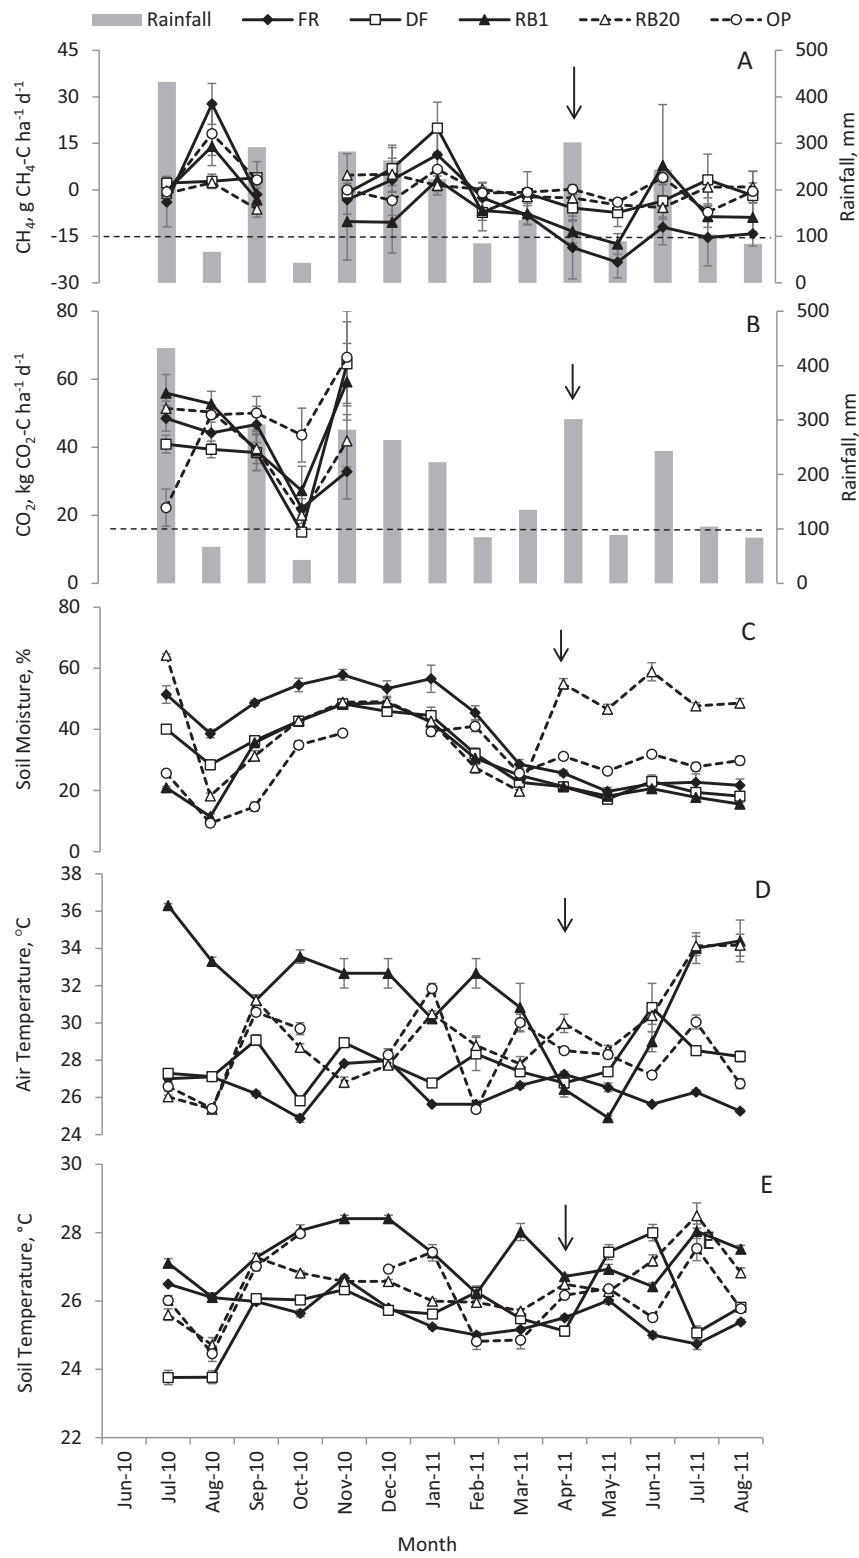 Rainfall FR DF RB1 RB20 OP
A
CH4, g CH4-C ha-1 d-1
45
30
15
0
-15
-30
500
400
300
200
100
0
Rainfall, mm
B
CO2, kg CO2-C ha-1 d-1
80
60
40
20
0
500
400
300
200
100
0
Rainfall, mm
C
Soil Moisture, %
80
60
40
20
0
D
Air Temperature, °C
38
36
34
32
30
28
26
24
E
Soil Temperature, °C
30
28
26
24
22
E
Jun-10 Jul-10 Aug-10 Sep-10 Oct-10 Nov-10 Dec-10 Jan-11 Feb-11 Mar-11 Apr-11 May-11 Jun-11 Jul-11 Aug-11
Month